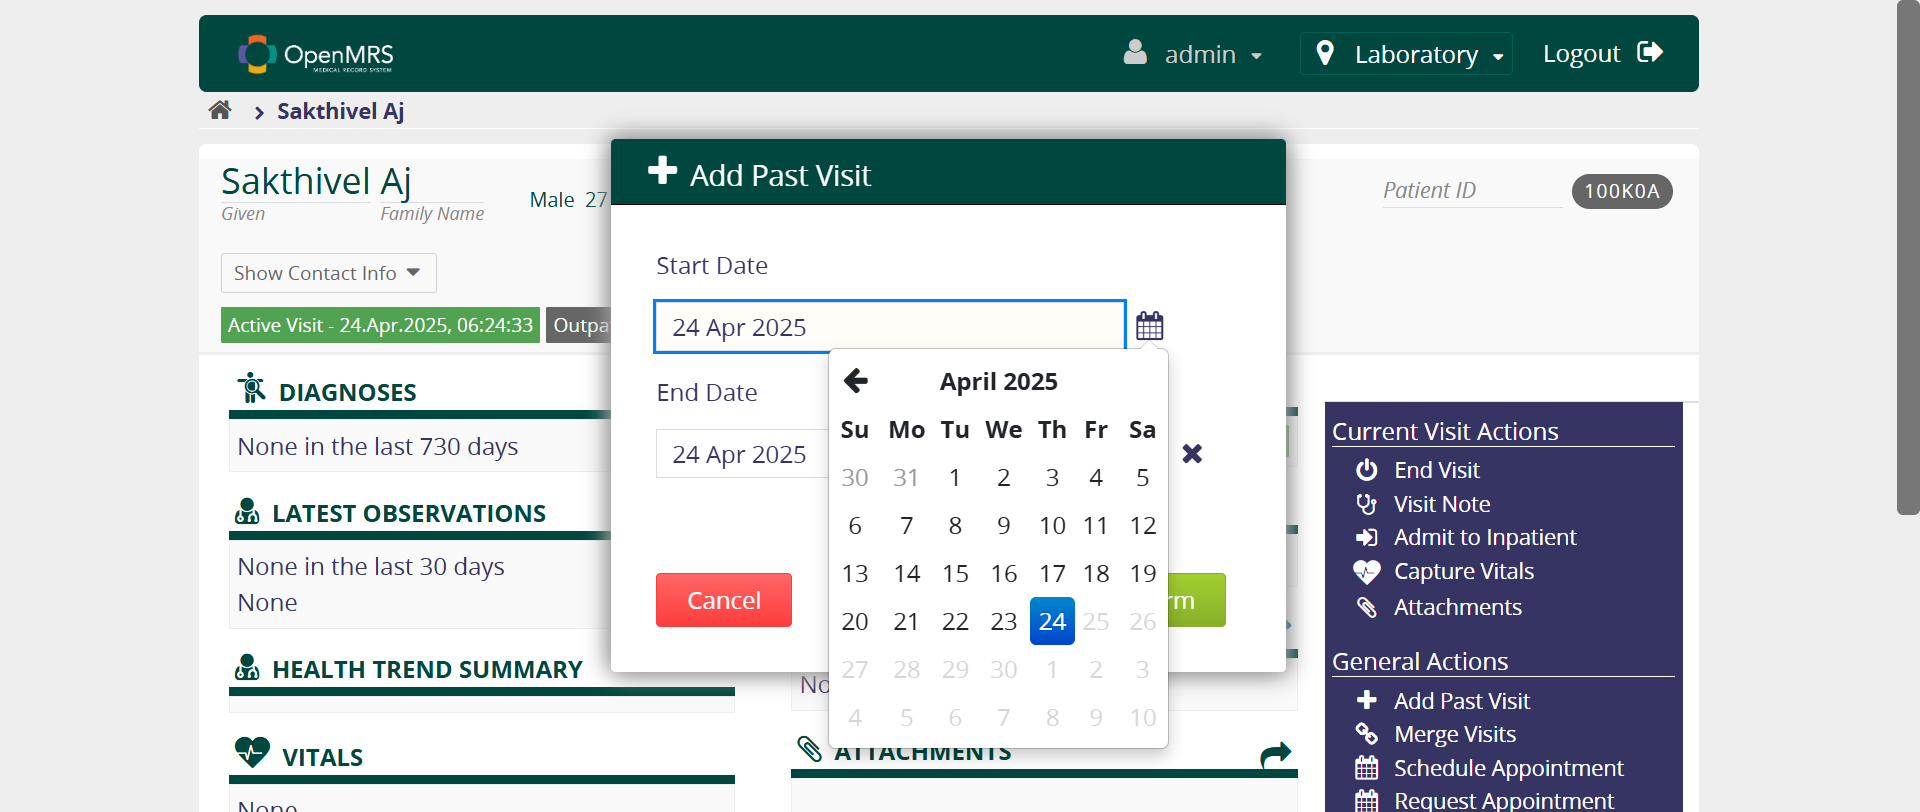 OpenMRS
MEDICAL RECORD SYSTEM
admin
Laboratory
Logout
Sakthivel Aj
Add Past Visit
Sakthivel Aj
Given
Family Name
Male 27
Patient ID
100K0A
Show Contact Info
Active Visit - 24.Apr.2025, 06:24:33
Start Date
24 Apr 2025
End Date
24 Apr 2025
April 2025
Su Mo Tu We Th Fr Sa
30 31 1 2 3 4 5
6 7 8 9 10 11 12
13 14 15 16 17 18 19
20 21 22 23 24 25 26
27 28 29 30 1 2 3
4 5 6 7 8 9 10
Cancel
DIAGNOSES
None in the last 730 days
LATEST OBSERVATIONS
None in the last 30 days
None
HEALTH TREND SUMMARY
VITALS
None
ATTACHMENTS
Current Visit Actions
End Visit
Visit Note
Admit to Inpatient
Capture Vitals
Attachments
General Actions
Add Past Visit
Merge Visits
Schedule Appointment
Request Appointment